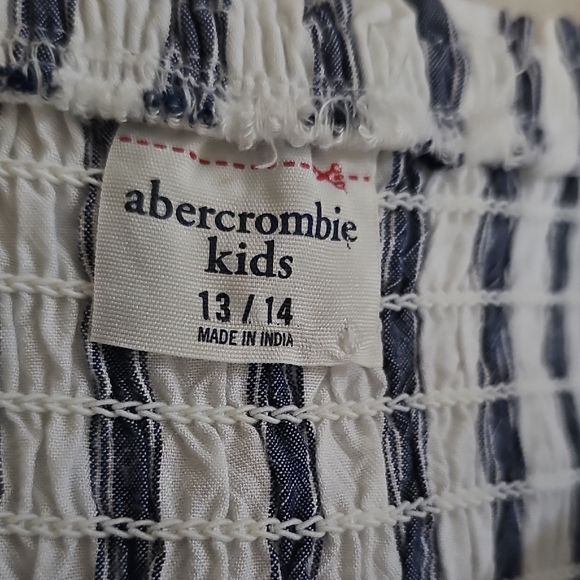 abercrombie
kids
13 / 14
MADE IN INDIA